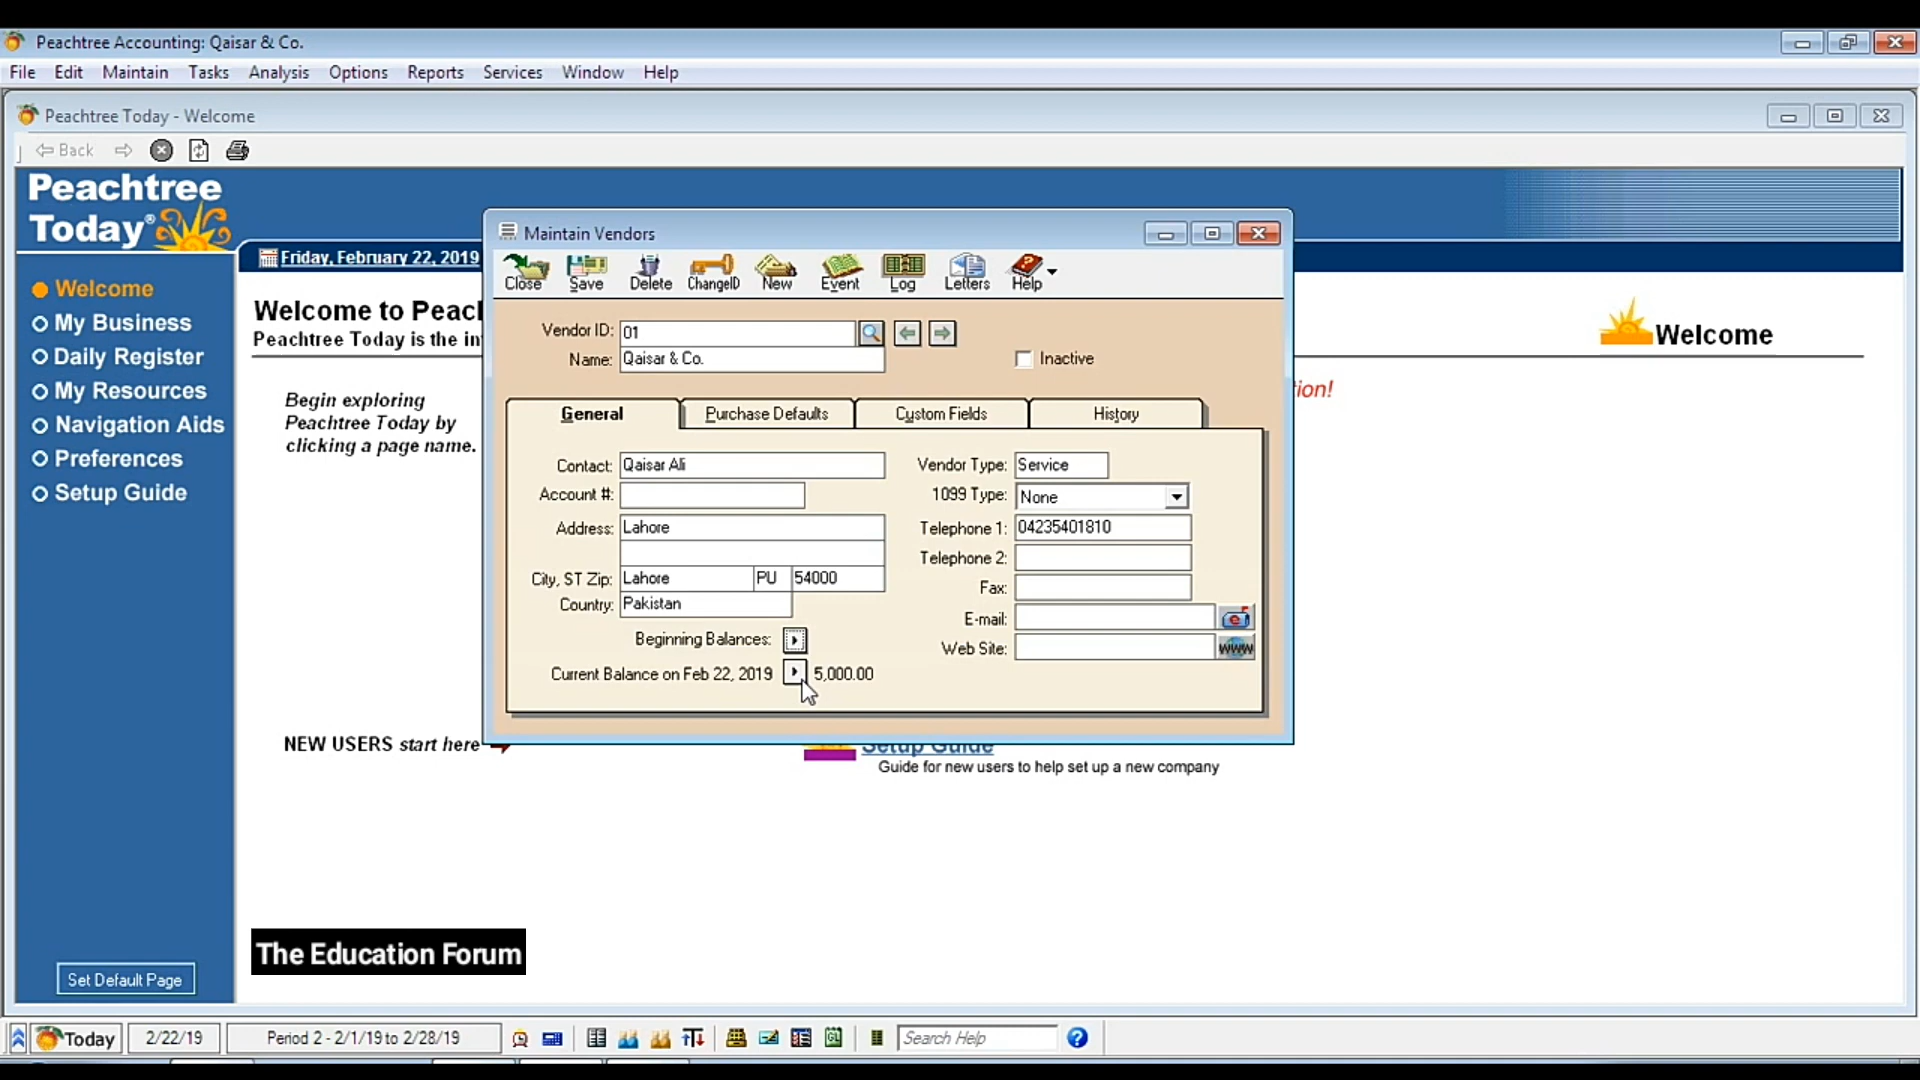 Peachtree Accounting: Qaisar & Co.
File Edit Maintain Tasks Analysis Options Reports Services Window Help
Peachtree Today - Welcome
Back
Peachtree
Today®
Friday, February 22, 2019
Welcome
My Business
Daily Register
My Resources
Navigation Aids
Preferences
Setup Guide
Set Default Page
Welcome to Peacl
Peachtree Today is the in
Welcome
Begin exploring
Peachtree Today by
clicking a page name.
tion!
NEW USERS start here
Setup Guide
Guide for new users to help set up a new company
Maintain Vendors
Close Save Delete ChangeID New Event Log Letters Help
Vendor ID: 01
Name: Qaisar & Co.
Inactive
General Purchase Defaults Custom Fields History
Contact: Qaisar Ali
Account #:
Address: Lahore
City, ST Zip: Lahore PU 54000
Country: Pakistan
Beginning Balances:
Current Balance on Feb 22, 2019 5,000.00
Vendor Type: Service
1099 Type: None
Telephone 1: 04235401810
Telephone 2:
Fax:
E-mail:
Web Site:
www
The Education Forum
Today 2/22/19 Period 2 - 2/1/19 to 2/28/19 GL Search Help ?